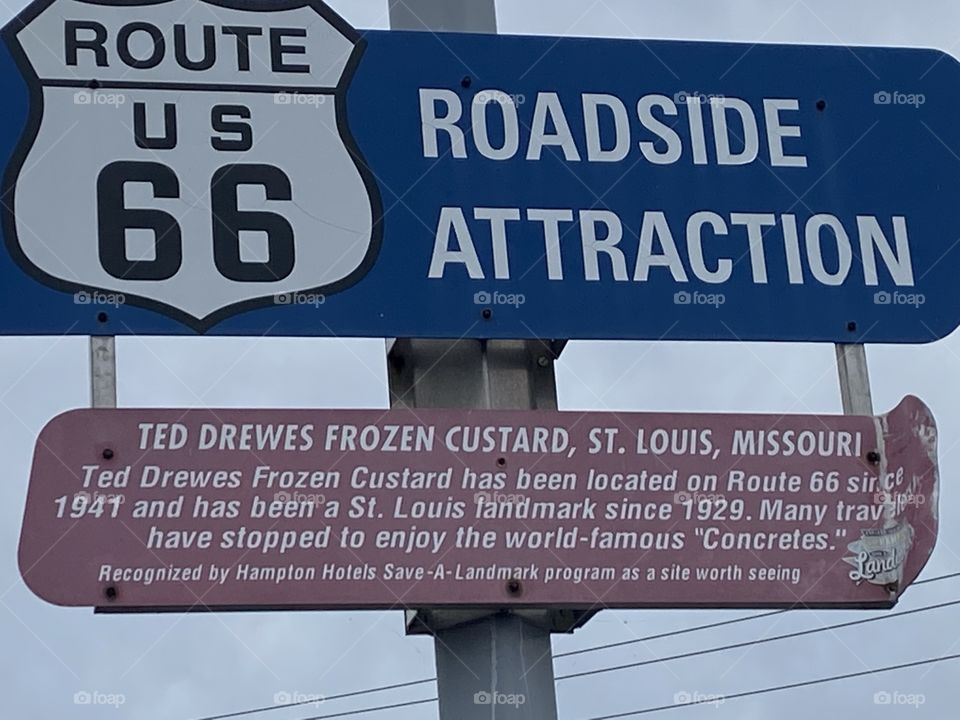 ROUTE
US
66
ROADSIDE
ATTRACTION
TED DREWES FROZEN CUSTARD, ST. LOUIS, MISSOURI
Ted Drewes Frozen Custard has been located on Route 66 since
1941 and has been a St. Louis landmark since 1929. Many
have stopped to enjoy the world-famous "Concretes."
Recognized by Hampton Hotels Save-A-Landmark program as a site worth seeing
foap